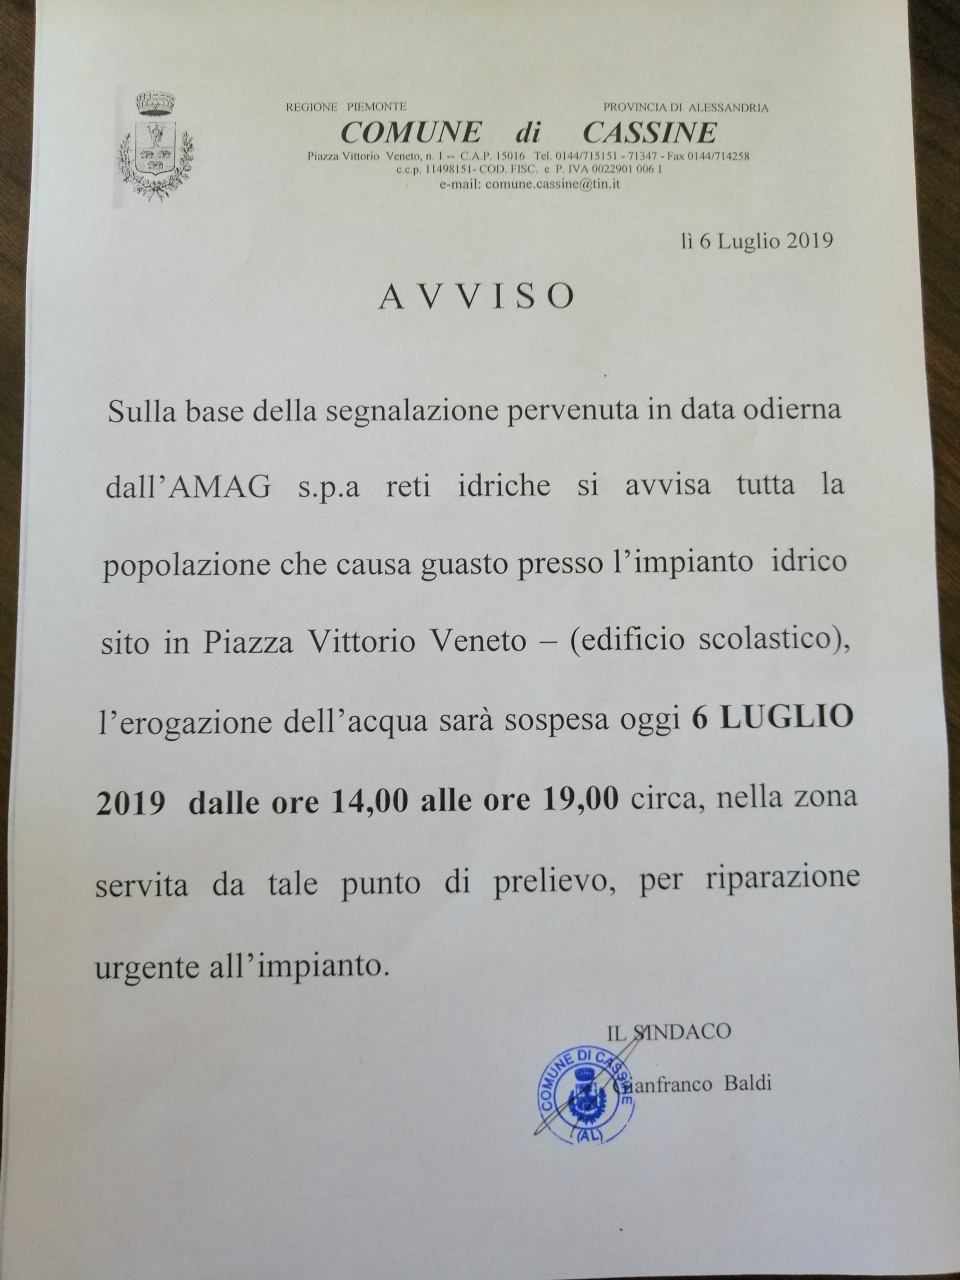 REGIONE PIEMONTE PROVINCIA DI ALESSANDRIA
COMUNE di CASSINE
Piazza Vittorio Veneto, n. 1 -- C.A.P. 15016 Tel. 0144/715151 - 71347 - Fax 0144/714258
c.c.p. 11498151- COD. FISC. e P. IVA 0022901 006 1
e-mail: comune.cassine@tin.it
lì 6 Luglio 2019
A V V I S O
Sulla base della segnalazione pervenuta in data odierna
dall’AMAG s.p.a reti idriche si avvisa tutta la
popolazione che causa guasto presso l’impianto idrico
sito in Piazza Vittorio Veneto – (edificio scolastico),
l’erogazione dell’acqua sarà sospesa oggi 6 LUGLIO
2019 dalle ore 14,00 alle ore 19,00 circa, nella zona
servita da tale punto di prelievo, per riparazione
urgente all’impianto.
IL SINDACO
Gianfranco Baldi
COMUNE DI CASSINE
(AL)